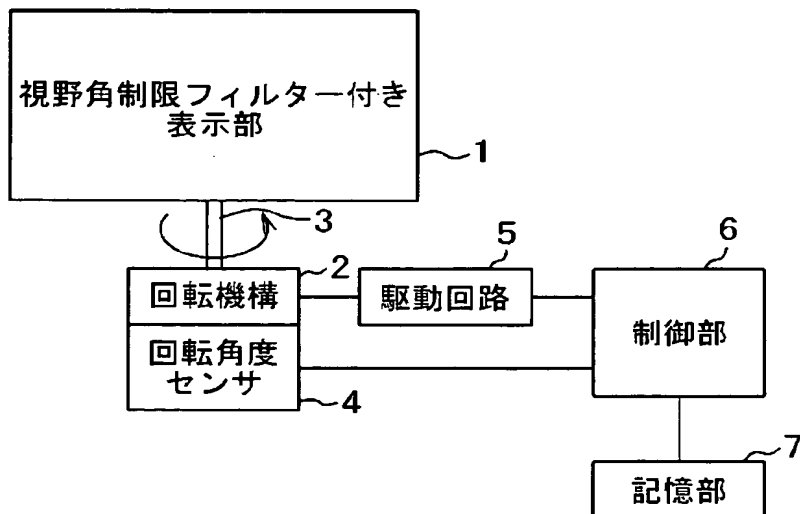 視野角制限フィルター付き
表示部
1
3
2
5
6
回転機構
駆動回路
制御部
回転角度
センサ
4
7
記憶部